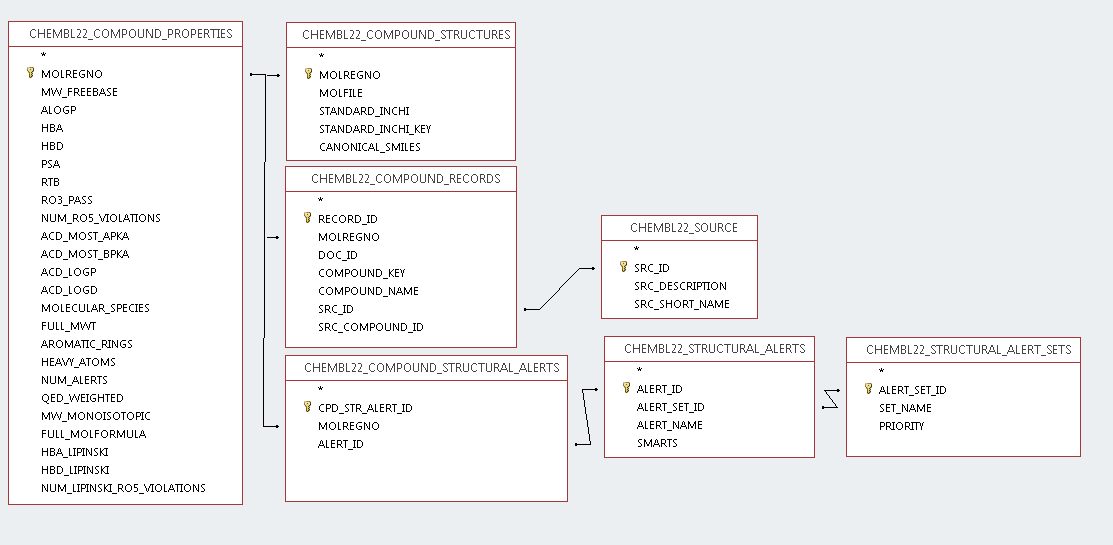 CHEMBL22_COMPOUND_PROPERTIES
*
MOLREGNO
MW_FREEBASE
ALOGP
HBA
HBD
PSA
RTB
RO3_PASS
NUM_RO5_VIOLATIONS
ACD_MOST_APKA
ACD_MOST_BPKA
ACD_LOGP
ACD_LOGD
MOLECULAR_SPECIES
FULL_MWT
AROMATIC_RINGS
HEAVY_ATOMS
NUM_ALERTS
QED_WEIGHTED
MW_MONOISOTOPIC
FULL_MOLFORMULA
HBA_LIPINSKI
HBD_LIPINSKI
NUM_LIPINSKI_RO5_VIOLATIONS
CHEMBL22_COMPOUND_STRUCTURES
*
MOLREGNO
MOLFILE
STANDARD_INCHI
STANDARD_INCHI_KEY
CANONICAL_SMILES
CHEMBL22_COMPOUND_RECORDS
*
RECORD_ID
MOLREGNO
DOC_ID
COMPOUND_KEY
COMPOUND_NAME
SRC_ID
SRC_COMPOUND_ID
CHEMBL22_SOURCE
*
SRC_ID
SRC_DESCRIPTION
SRC_SHORT_NAME
CHEMBL22_COMPOUND_STRUCTURAL_ALERTS
*
CPD_STR_ALERT_ID
MOLREGNO
ALERT_ID
CHEMBL22_STRUCTURAL_ALERTS
*
ALERT_ID
ALERT_SET_ID
ALERT_NAME
SMARTS
CHEMBL22_STRUCTURAL_ALERT_SETS
*
ALERT_SET_ID
SET_NAME
PRIORITY